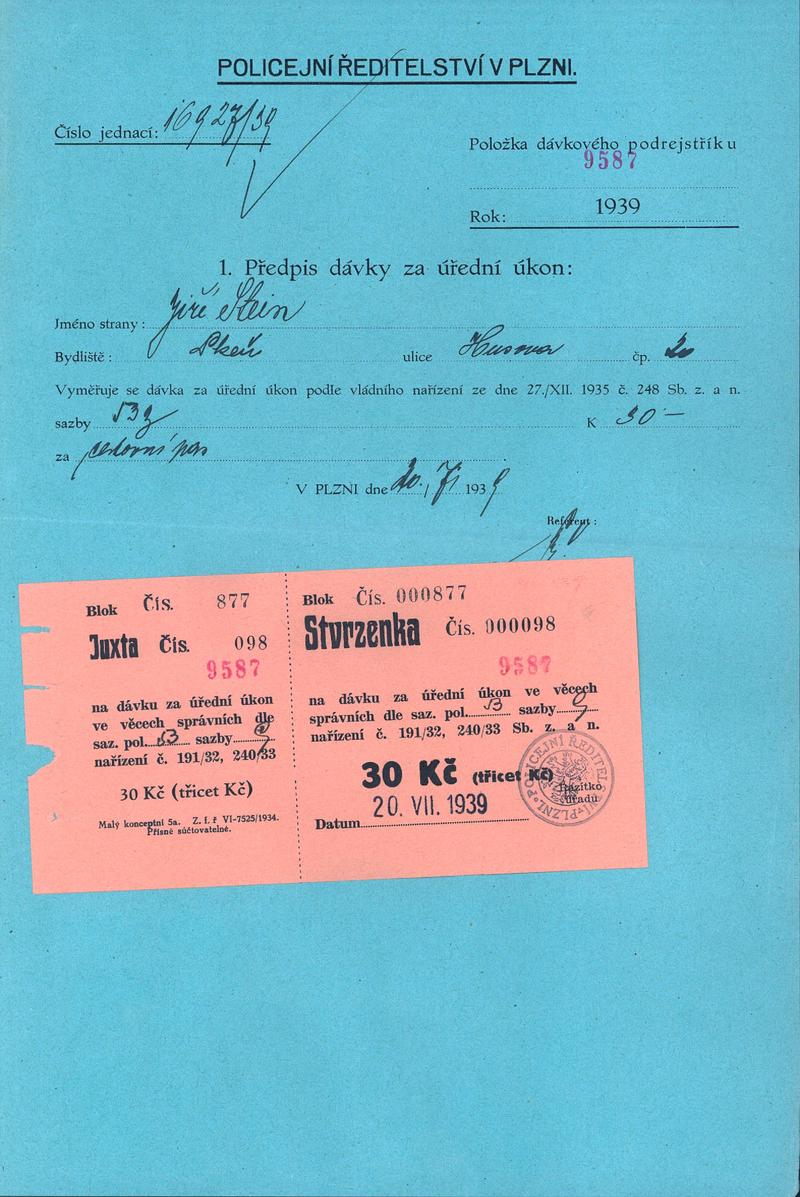 POLICEJNÍ ŘEDITELSTVÍ V PLZNI.
Číslo jednací: 16927/39
Položka dávkového podrejstříku
9587
Rok: 1939
1. Předpis dávky za úřední úkon:
Jméno strany: Jiří Stein
Bydliště: Plzeň ulice Husova čp. 20
Vyměřuje se dávka za úřední úkon podle vládního nařízení ze dne 27./XII. 1935 č. 248 Sb. z. a n.
sazby 53g K 30 —
za cestovní pas
V PLZNI dne 20./VI 1939
Referent:
Blok Čís. 877
Juxta Čís. 098
9587
na dávku za úřední úkon
ve věcech správních dle
saz. pol. 53 sazby g
nařízení č. 191/32, 240/33
30 Kč (třicet Kč)
Malý konceptní 5a. Z. f. ř VI-7525/1934.
Přísně súčtovatelné.
Blok Čís. 000877
Stvrzenka Čís. 000098
9587
na dávku za úřední úkon ve věcech
správních dle saz. pol. 53 sazby g
nařízení č. 191/32, 240/33 Sb. z. a n.
30 Kč (třicet Kč)
Razítko
úřadu
20. VII. 1939
Datum
POLICEJNÍ ŘEDITELSTVÍ · PLZNI